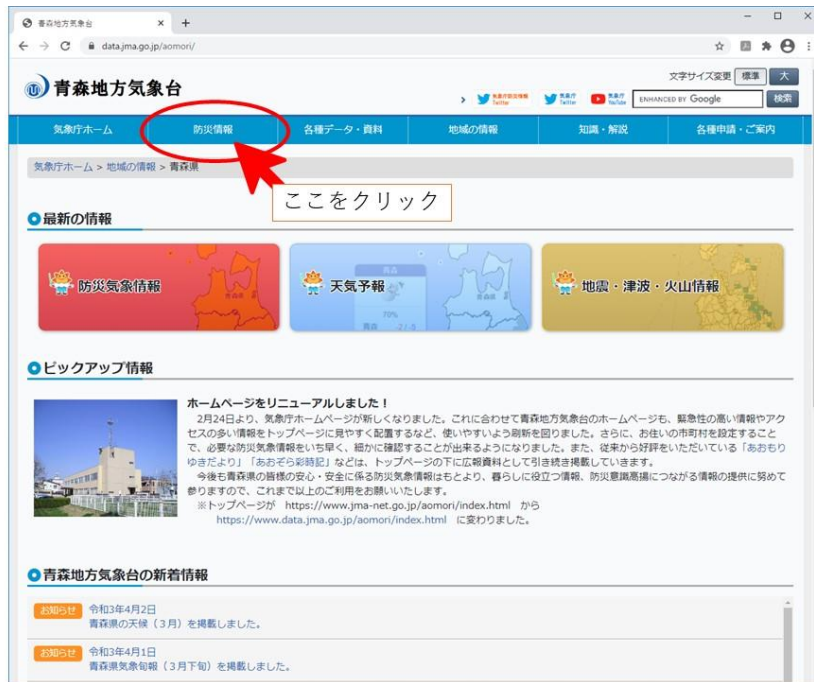 青森地方気象台
data.jma.go.jp/aomori/
青森地方気象台
文字サイズ変更 標準 大
気象庁防災情報 Twitter 気象庁 Twitter 気象庁 YouTube ENHANCED BY Google 検索
気象庁ホーム 防災情報 各種データ・資料 地域の情報 知識・解説 各種申請・ご案内
気象庁ホーム > 地域の情報 > 青森県
ここをクリック
最新の情報
防災気象情報 天気予報 地震・津波・火山情報
青森
70%
青森 -2 / -5
ピックアップ情報
ホームページをリニューアルしました！
2月24日より、気象庁ホームページが新しくなりました。これに合わせて青森地方気象台のホームページも、緊急性の高い情報やアク
セスの多い情報をトップページに見やすく配置するなど、使いやすいよう刷新を図りました。さらに、お住いの市町村を設定すること
で、必要な防災気象情報をいち早く、細かに確認することが出来るようになりました。また、従来から好評をいただいている「あおもり
ゆきだより」「あおぞら彩時記」などは、トップページの下に広報資料として引き続き掲載していきます。
今後も青森県の皆様の安心・安全に係る防災気象情報はもとより、暮らしに役立つ情報、防災意識高揚につながる情報の提供に努めて
参りますので、これまで以上のご利用をお願いいたします。
※トップページが https://www.jma-net.go.jp/aomori/index.html から
https://www.data.jma.go.jp/aomori/index.html に変わりました。
青森地方気象台の新着情報
お知らせ 令和3年4月2日
青森県の天候（3月）を掲載しました。
お知らせ 令和3年4月1日
青森県気象旬報（3月下旬）を掲載しました。